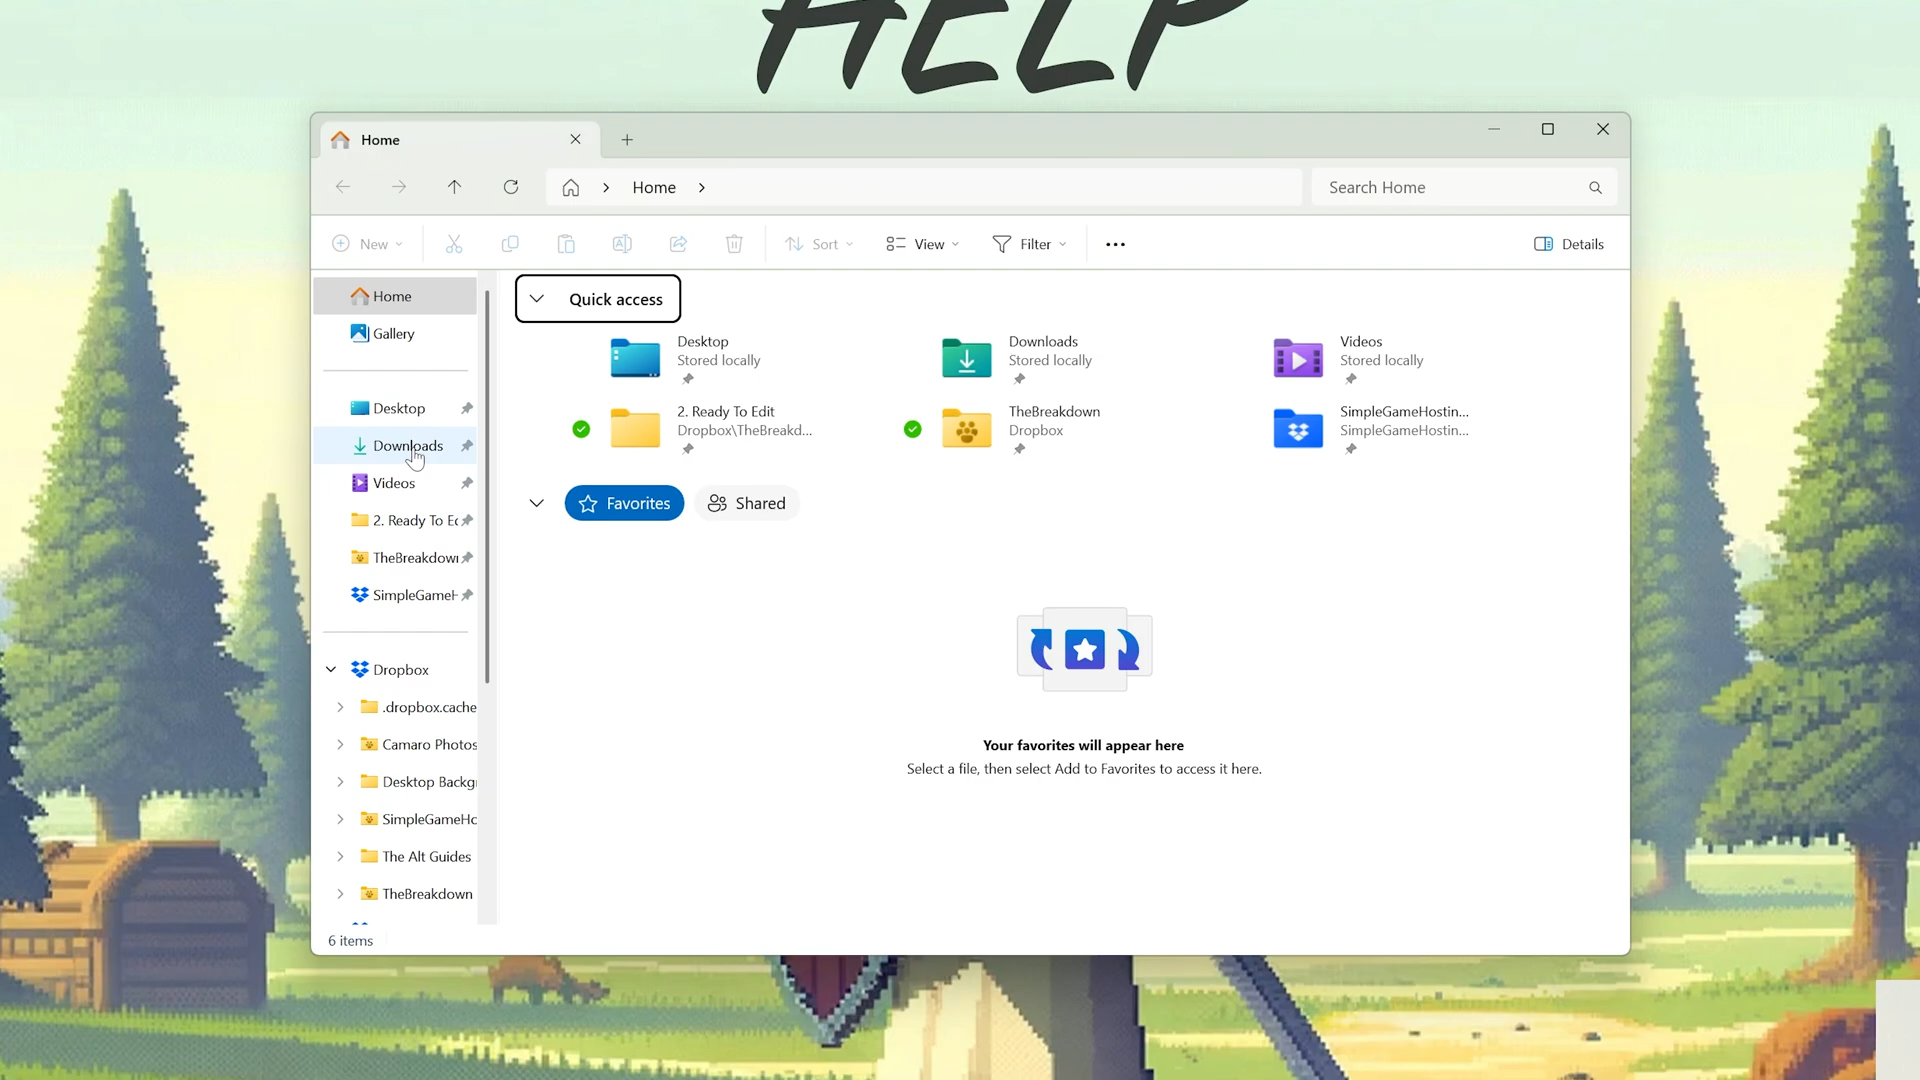 HELP
Home
Home
Search Home
New
Sort
View
Filter
Details
Home
Gallery
Desktop
Downloads
Videos
2. Ready To Ec
TheBreakdowr
SimpleGameH
Dropbox
.dropbox.cache
Camaro Photos
Desktop Backgr
SimpleGameHo
The Alt Guides
TheBreakdown
6 items
Quick access
Desktop
Stored locally
Downloads
Stored locally
Videos
Stored locally
2. Ready To Edit
Dropbox\TheBreakd...
TheBreakdown
Dropbox
SimpleGameHostin...
SimpleGameHostin...
Favorites
Shared
Your favorites will appear here
Select a file, then select Add to Favorites to access it here.